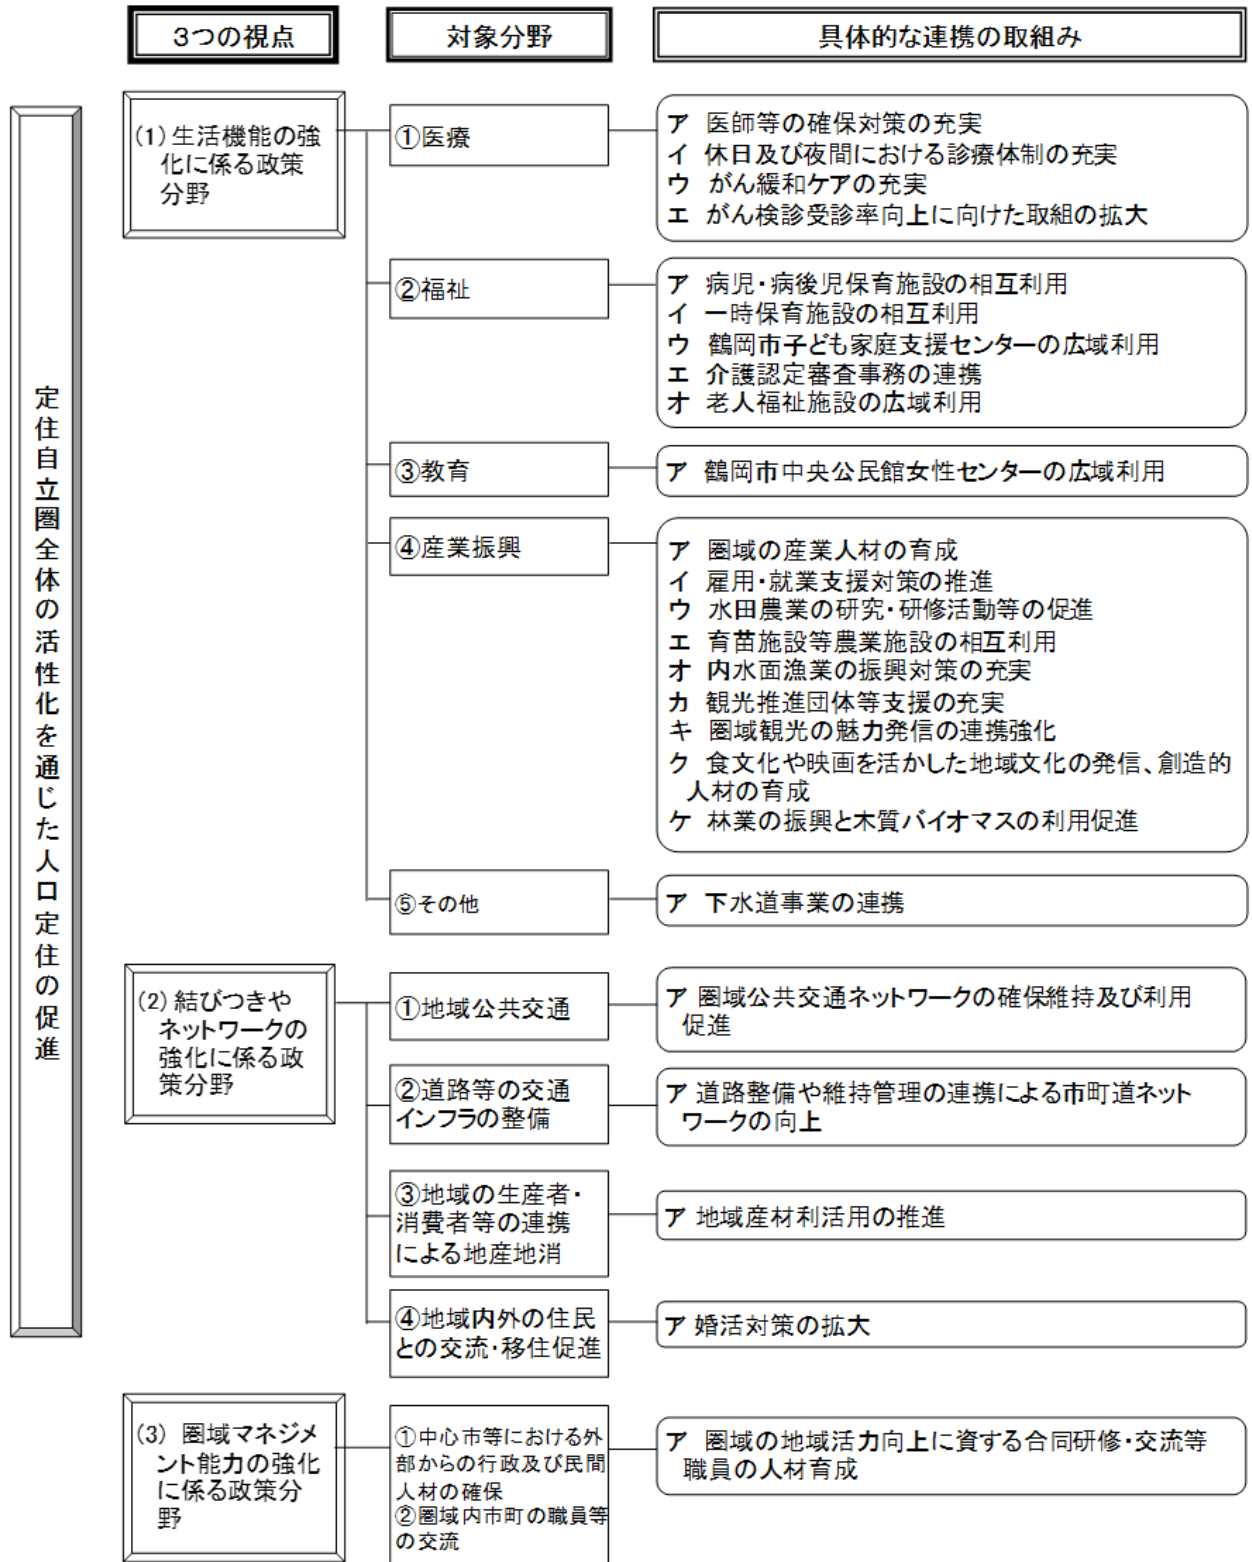 3つの視点
対象分野
具体的な連携の取組み
定住自立圏全体の活性化を通じた人口定住の促進
(1)生活機能の強
化に係る政策
分野
①医療
ア 医師等の確保対策の充実
イ 休日及び夜間における診療体制の充実
ウ がん緩和ケアの充実
エ がん検診受診率向上に向けた取組の拡大
②福祉
ア 病児・病後児保育施設の相互利用
イ 一時保育施設の相互利用
ウ 鶴岡市子ども家庭支援センターの広域利用
エ 介護認定審査事務の連携
オ 老人福祉施設の広域利用
③教育
ア 鶴岡市中央公民館女性センターの広域利用
④産業振興
ア 圏域の産業人材の育成
イ 雇用・就業支援対策の推進
ウ 水田農業の研究・研修活動等の促進
エ 育苗施設等農業施設の相互利用
オ 内水面漁業の振興対策の充実
カ 観光推進団体等支援の充実
キ 圏域観光の魅力発信の連携強化
ク 食文化や映画を活かした地域文化の発信、創造的
人材の育成
ケ 林業の振興と木質バイオマスの利用促進
⑤その他
ア 下水道事業の連携
(2)結びつきや
ネットワークの
強化に係る政
策分野
①地域公共交通
ア 圏域公共交通ネットワークの確保維持及び利用
促進
②道路等の交通
インフラの整備
ア 道路整備や維持管理の連携による市町道ネット
ワークの向上
③地域の生産者・
消費者等の連携
による地産地消
ア 地域産材利活用の推進
④地域内外の住民
との交流・移住促進
ア 婚活対策の拡大
(3) 圏域マネジメ
ント能力の強化
に係る政策分
野
①中心市等における外
部からの行政及び民間
人材の確保
②圏域内市町の職員等
の交流
ア 圏域の地域活力向上に資する合同研修・交流等
職員の人材育成